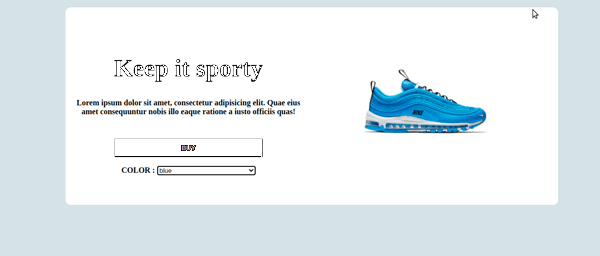 Keep it sporty
Lorem ipsum dolor sit amet, consectetur adipisicing elit. Quae eius
amet consequuntur nobis illo eaque ratione a iusto officiis quas!
BUY
COLOR : blue
NIKE